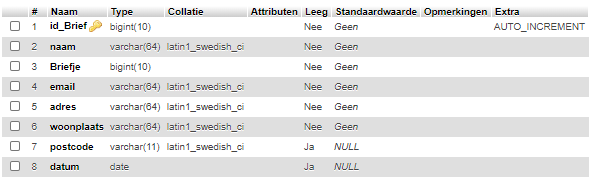 # Naam Type Collatie Attributen Leeg Standaardwaarde Opmerkingen Extra
1 id_Brief bigint(10) Nee Geen AUTO_INCREMENT
2 naam varchar(64) latin1_swedish_ci Nee Geen
3 Briefje bigint(10) Nee Geen
4 email varchar(64) latin1_swedish_ci Nee Geen
5 adres varchar(64) latin1_swedish_ci Nee Geen
6 woonplaats varchar(64) latin1_swedish_ci Nee Geen
7 postcode varchar(11) latin1_swedish_ci Ja NULL
8 datum date Ja NULL